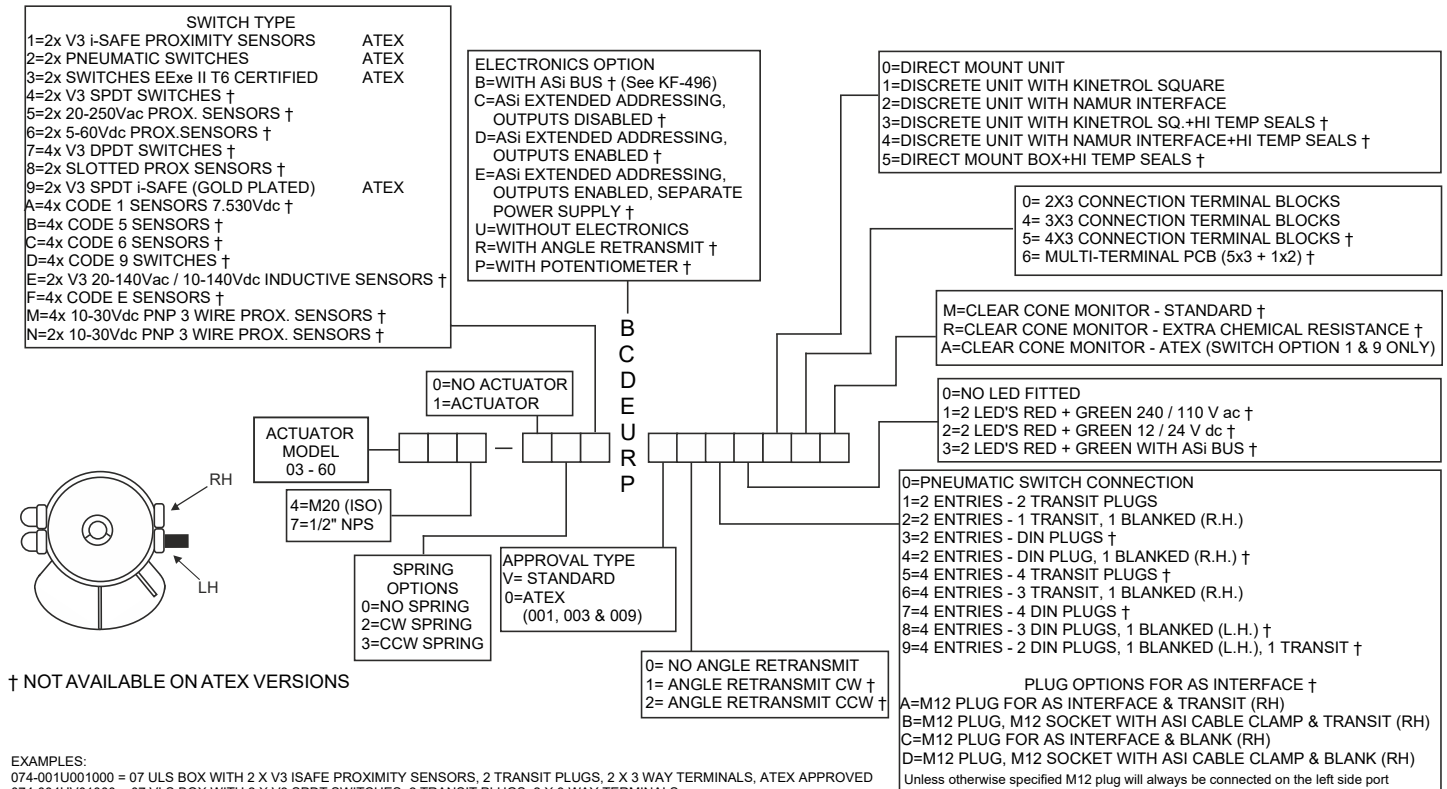 SWITCH TYPE
1=2x V3 i-SAFE PROXIMITY SENSORS ATEX
2=2x PNEUMATIC SWITCHES ATEX
3=2x SWITCHES EExe II T6 CERTIFIED ATEX
4=2x V3 SPDT SWITCHES †
5=2x 20-250Vac PROX. SENSORS †
6=2x 5-60Vdc PROX.SENSORS †
7=4x V3 DPDT SWITCHES †
8=2x SLOTTED PROX SENSORS †
9=2x V3 SPDT i-SAFE (GOLD PLATED) ATEX
A=4x CODE 1 SENSORS 7.530Vdc †
B=4x CODE 5 SENSORS †
C=4x CODE 6 SENSORS †
D=4x CODE 9 SWITCHES †
E=2x V3 20-140Vac / 10-140Vdc INDUCTIVE SENSORS †
F=4x CODE E SENSORS †
M=4x 10-30Vdc PNP 3 WIRE PROX. SENSORS †
N=2x 10-30Vdc PNP 3 WIRE PROX. SENSORS †
ELECTRONICS OPTION
B=WITH ASi BUS † (See KF-496)
C=ASi EXTENDED ADDRESSING,
OUTPUTS DISABLED †
D=ASi EXTENDED ADDRESSING,
OUTPUTS ENABLED †
E=ASi EXTENDED ADDRESSING,
OUTPUTS ENABLED, SEPARATE
POWER SUPPLY †
U=WITHOUT ELECTRONICS
R=WITH ANGLE RETRANSMIT †
P=WITH POTENTIOMETER †
0=DIRECT MOUNT UNIT
1=DISCRETE UNIT WITH KINETROL SQUARE
2=DISCRETE UNIT WITH NAMUR INTERFACE
3=DISCRETE UNIT WITH KINETROL SQ.+HI TEMP SEALS †
4=DISCRETE UNIT WITH NAMUR INTERFACE+HI TEMP SEALS †
5=DIRECT MOUNT BOX+HI TEMP SEALS †
0= 2X3 CONNECTION TERMINAL BLOCKS
4= 3X3 CONNECTION TERMINAL BLOCKS
5= 4X3 CONNECTION TERMINAL BLOCKS †
6= MULTI-TERMINAL PCB (5x3 + 1x2) †
M=CLEAR CONE MONITOR - STANDARD †
R=CLEAR CONE MONITOR - EXTRA CHEMICAL RESISTANCE †
A=CLEAR CONE MONITOR - ATEX (SWITCH OPTION 1 & 9 ONLY)
0=NO LED FITTED
1=2 LED'S RED + GREEN 240 / 110 V ac †
2=2 LED'S RED + GREEN 12 / 24 V dc †
3=2 LED'S RED + GREEN WITH ASi BUS †
0=NO ACTUATOR
1=ACTUATOR
B
C
D
E
U
R
P
ACTUATOR
MODEL
03 - 60
–
4=M20 (ISO)
7=1/2" NPS
SPRING
OPTIONS
0=NO SPRING
2=CW SPRING
3=CCW SPRING
APPROVAL TYPE
V= STANDARD
0=ATEX
(001, 003 & 009)
0= NO ANGLE RETRANSMIT
1= ANGLE RETRANSMIT CW †
2= ANGLE RETRANSMIT CCW †
0=PNEUMATIC SWITCH CONNECTION
1=2 ENTRIES - 2 TRANSIT PLUGS
2=2 ENTRIES - 1 TRANSIT, 1 BLANKED (R.H.)
3=2 ENTRIES - DIN PLUGS †
4=2 ENTRIES - DIN PLUG, 1 BLANKED (R.H.) †
5=4 ENTRIES - 4 TRANSIT PLUGS †
6=4 ENTRIES - 3 TRANSIT, 1 BLANKED (R.H.)
7=4 ENTRIES - 4 DIN PLUGS †
8=4 ENTRIES - 3 DIN PLUGS, 1 BLANKED (L.H.) †
9=4 ENTRIES - 2 DIN PLUGS, 1 BLANKED (L.H.), 1 TRANSIT †
PLUG OPTIONS FOR AS INTERFACE †
A=M12 PLUG FOR AS INTERFACE & TRANSIT (RH)
B=M12 PLUG, M12 SOCKET WITH ASI CABLE CLAMP & TRANSIT (RH)
C=M12 PLUG FOR AS INTERFACE & BLANK (RH)
D=M12 PLUG, M12 SOCKET WITH ASI CABLE CLAMP & BLANK (RH)
Unless otherwise specified M12 plug will always be connected on the left side port
RH
LH
† NOT AVAILABLE ON ATEX VERSIONS
EXAMPLES:
074-001U001000 = 07 ULS BOX WITH 2 X V3 ISAFE PROXIMITY SENSORS, 2 TRANSIT PLUGS, 2 X 3 WAY TERMINALS, ATEX APPROVED